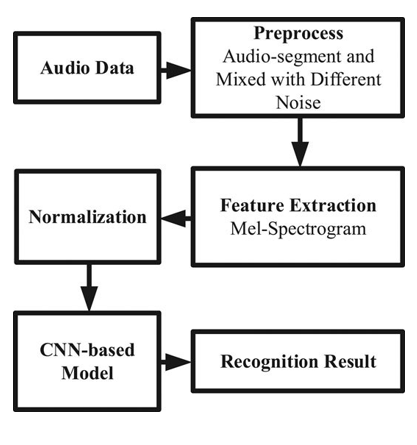 Audio Data
Preprocess
Audio-segment and
Mixed with Different
Noise
Feature Extraction
Mel-Spectrogram
Normalization
CNN-based
Model
Recognition Result